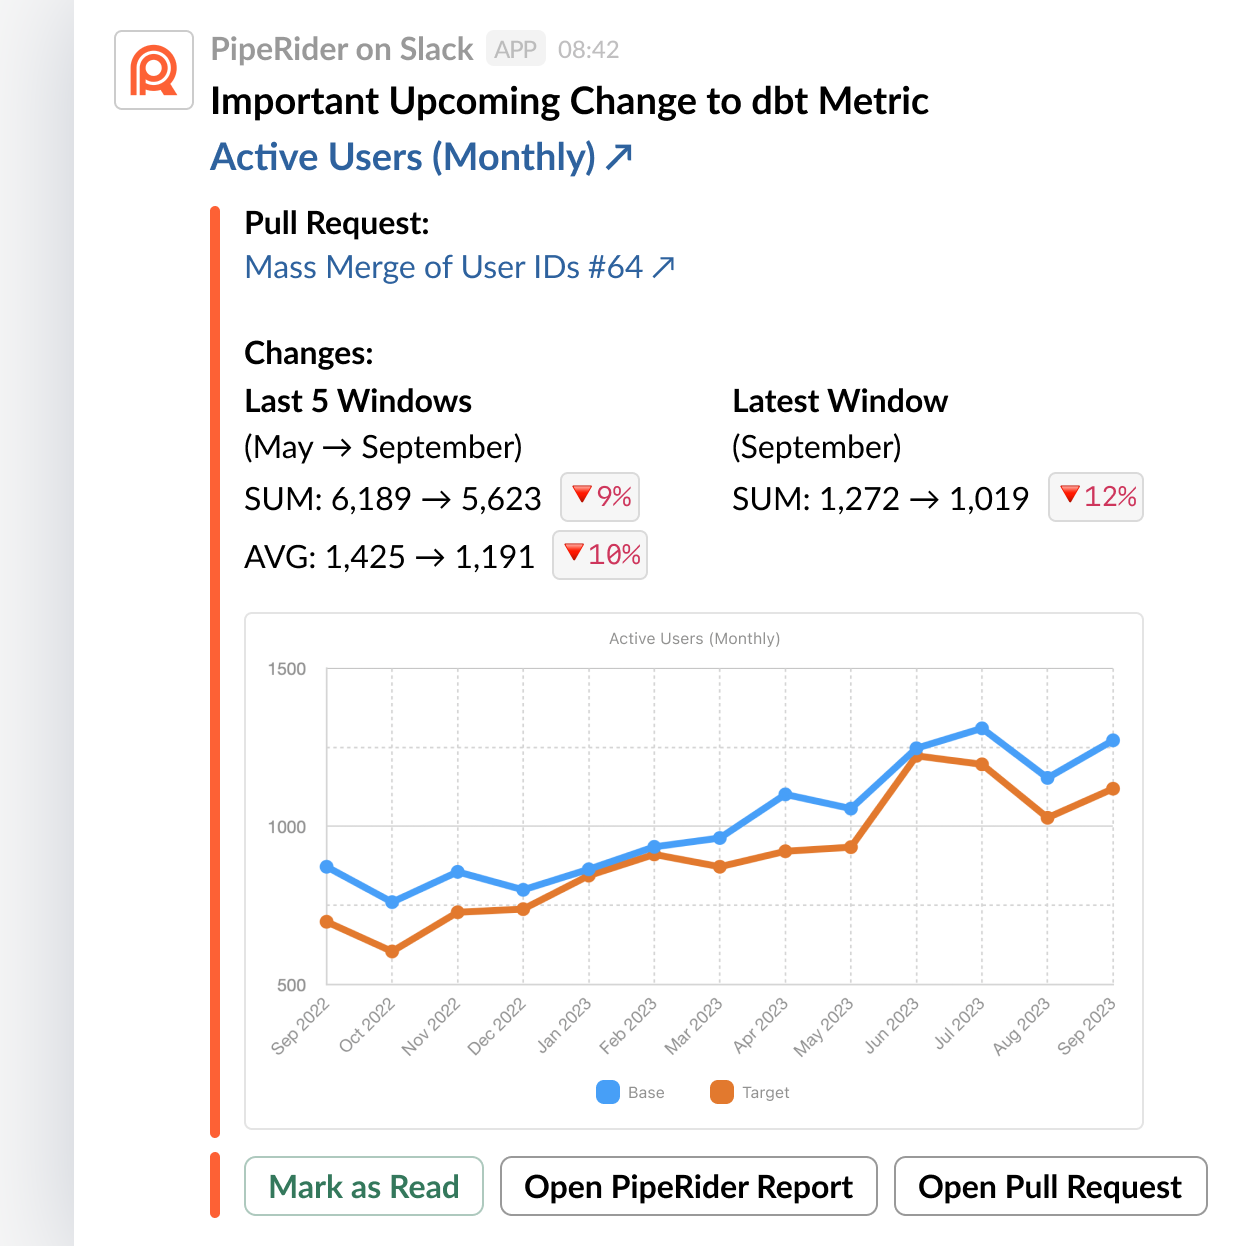 PipeRider on Slack APP 08:42
Important Upcoming Change to dbt Metric
Active Users (Monthly) ↗
Pull Request:
Mass Merge of User IDs #64 ↗
Changes:
Last 5 Windows
(May → September)
SUM: 6,189 → 5,623 ▼9%
AVG: 1,425 → 1,191 ▼10%
Latest Window
(September)
SUM: 1,272 → 1,019 ▼12%
Active Users (Monthly)
1500
1000
500
Sep 2022
Oct 2022
Nov 2022
Dec 2022
Jan 2023
Feb 2023
Mar 2023
Apr 2023
May 2023
Jun 2023
Jul 2023
Aug 2023
Sep 2023
Base
Target
Mark as Read
Open PipeRider Report
Open Pull Request